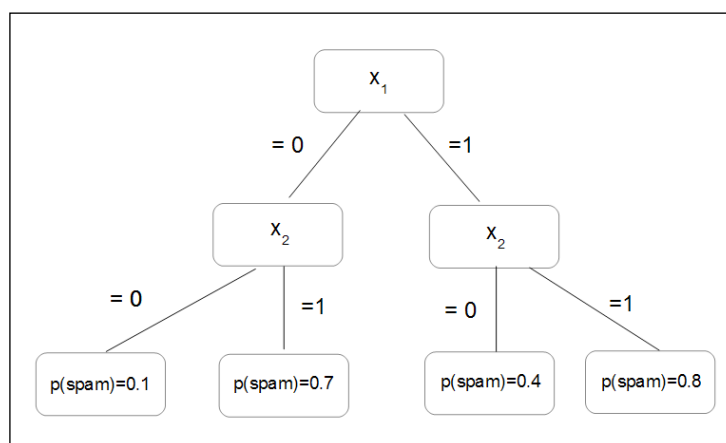 x₁
= 0
=1
x₂
x₂
= 0
=1
= 0
=1
p(spam)=0.1
p(spam)=0.7
p(spam)=0.4
p(spam)=0.8